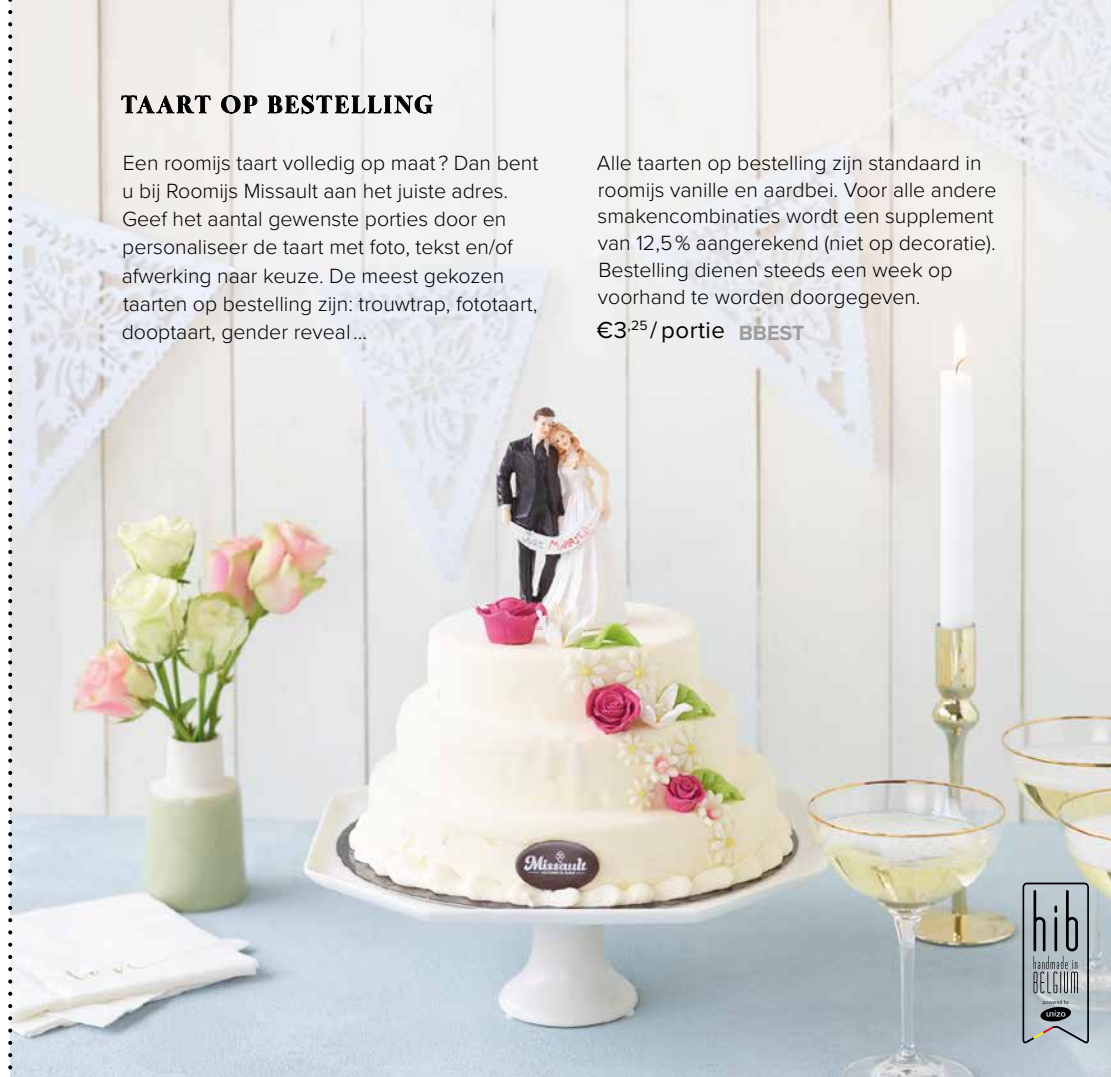 TAART OP BESTELLING
Een roomijs taart volledig op maat? Dan bent
u bij Roomijs Missault aan het juiste adres.
Geef het aantal gewenste porties door en
personaliseer de taart met foto, tekst en/of
afwerking naar keuze. De meest gekozen
taarten op bestelling zijn: trouwtrap, fototaart,
dooptaart, gender reveal...
Alle taarten op bestelling zijn standaard in
roomijs vanille en aardbei. Voor alle andere
smakencombinaties wordt een supplement
van 12,5% aangerekend (niet op decoratie).
Bestelling dienen steeds een week op
voorhand te worden doorgegeven.
€3,25/portie BBEST
Just Married
Missault
love
hib
handmade in
BELGIUM
powered by
unizo